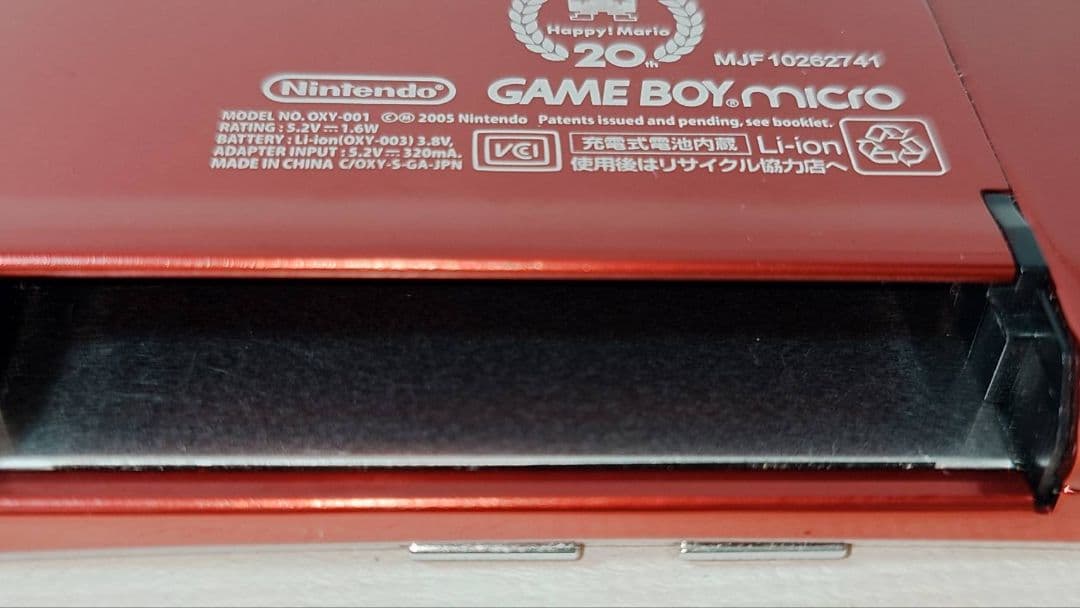 Happy! Mario
20th
MJF 10262741
Nintendo®
GAME BOY® micro
MODEL NO. OXY-001 ©Ⓜ 2005 Nintendo Patents issued and pending, see booklet.
RATING : 5.2V⎓1.6W
BATTERY : Li-ion(OXY-003) 3.8V,
ADAPTER INPUT : 5.2V⎓320mA.
MADE IN CHINA C/OXY-S-GA-JPN
VCI
充電式電池内蔵 Li-ion
使用後はリサイクル協力店へ